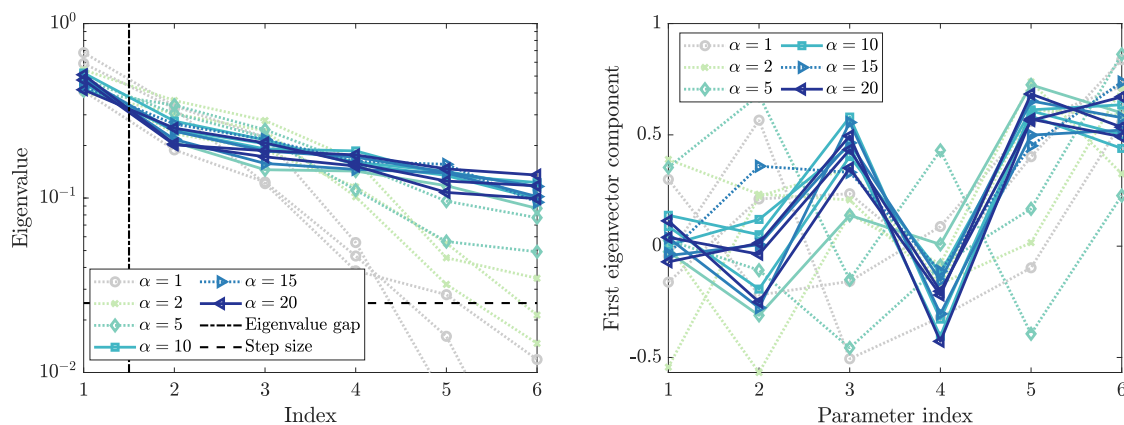 10^0
10^{-1}
10^{-2}
Eigenvalue
1 2 3 4 5 6
Index
α = 1
α = 2
α = 5
α = 10
α = 15
α = 20
Eigenvalue gap
Step size
1
0.5
0
-0.5
First eigenvector component
1 2 3 4 5 6
Parameter index
α = 1
α = 2
α = 5
α = 10
α = 15
α = 20